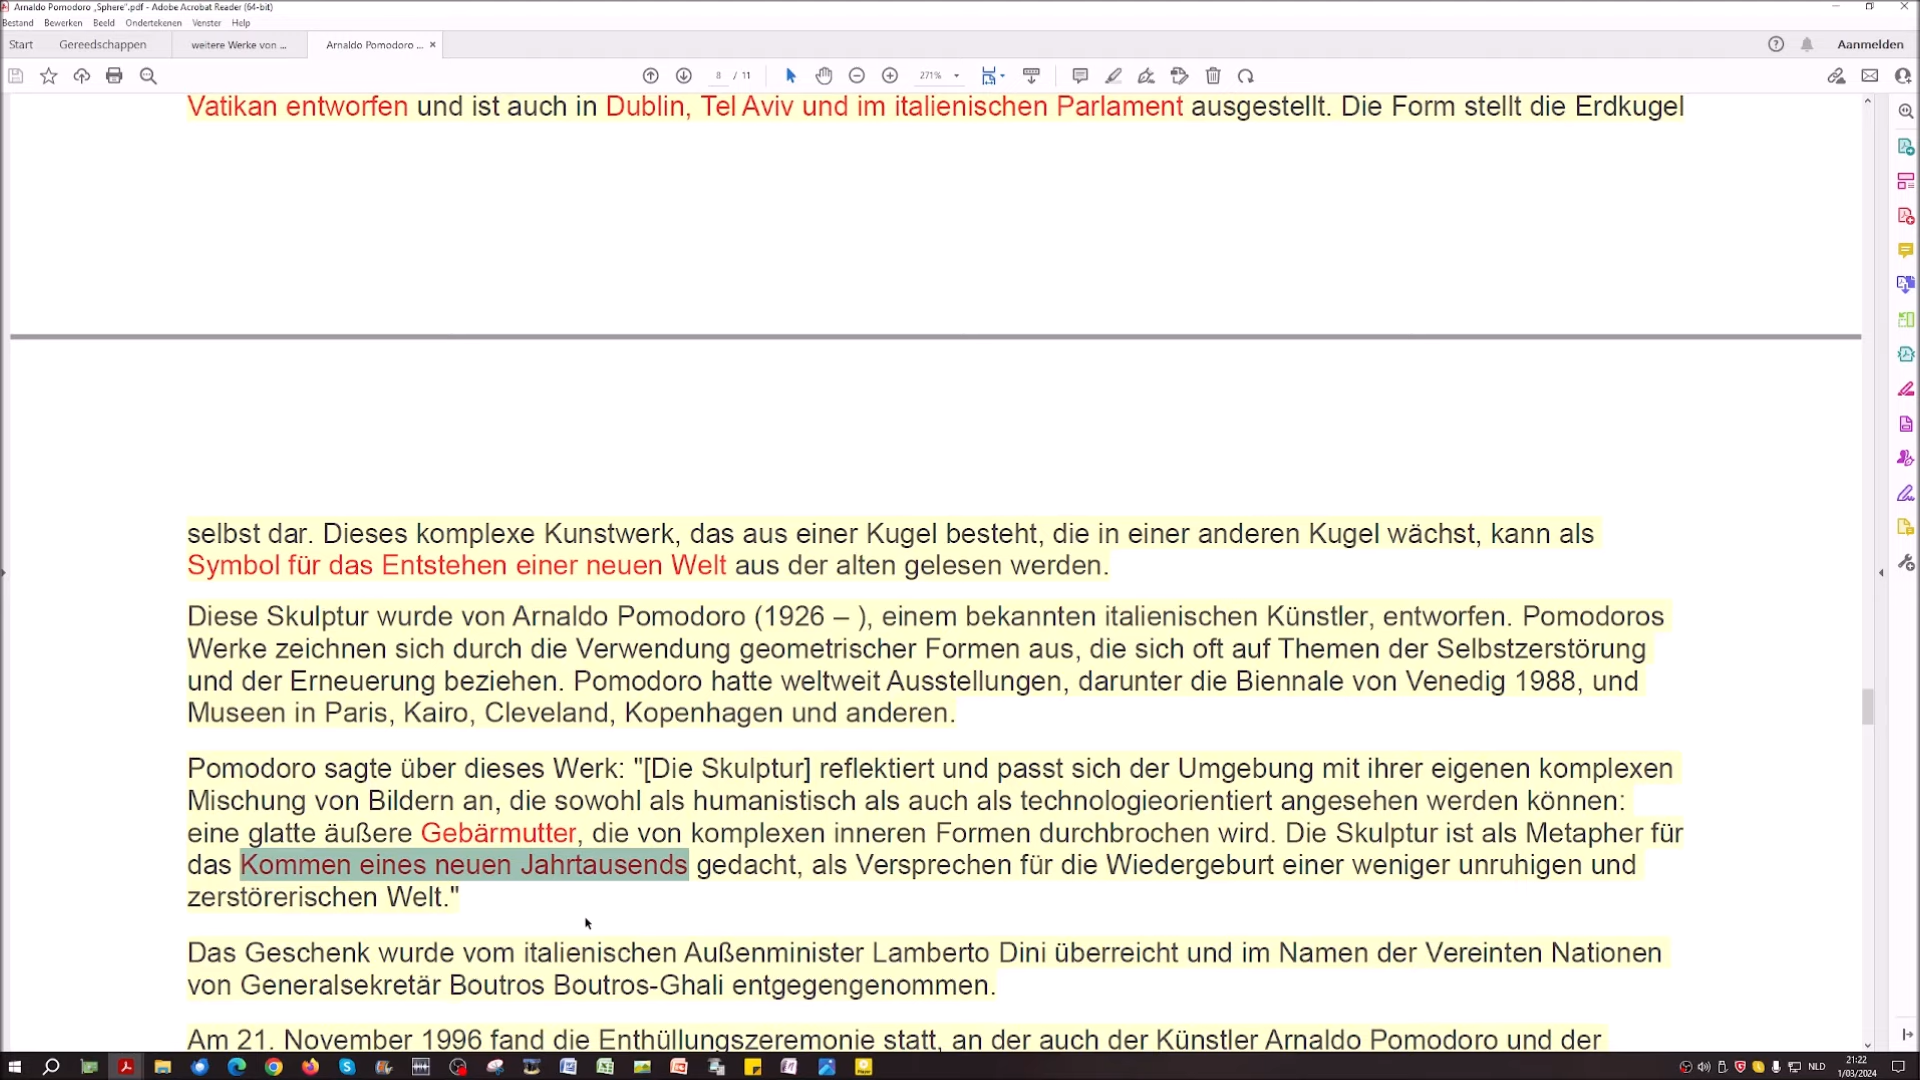 Arnaldo Pomodoro „Sphere".pdf - Adobe Acrobat Reader (64-bit)
Bestand Bewerken Beeld Ondertekenen Venster Help
Start Gereedschappen weitere Werke von ... Arnaldo Pomodoro ... × Aanmelden
8 / 11 271%
Vatikan entworfen und ist auch in Dublin, Tel Aviv und im italienischen Parlament ausgestellt. Die Form stellt die Erdkugel
selbst dar. Dieses komplexe Kunstwerk, das aus einer Kugel besteht, die in einer anderen Kugel wächst, kann als
Symbol für das Entstehen einer neuen Welt aus der alten gelesen werden.
Diese Skulptur wurde von Arnaldo Pomodoro (1926 – ), einem bekannten italienischen Künstler, entworfen. Pomodoros
Werke zeichnen sich durch die Verwendung geometrischer Formen aus, die sich oft auf Themen der Selbstzerstörung
und der Erneuerung beziehen. Pomodoro hatte weltweit Ausstellungen, darunter die Biennale von Venedig 1988, und
Museen in Paris, Kairo, Cleveland, Kopenhagen und anderen.
Pomodoro sagte über dieses Werk: "[Die Skulptur] reflektiert und passt sich der Umgebung mit ihrer eigenen komplexen
Mischung von Bildern an, die sowohl als humanistisch als auch als technologieorientiert angesehen werden können:
eine glatte äußere Gebärmutter, die von komplexen inneren Formen durchbrochen wird. Die Skulptur ist als Metapher für
das Kommen eines neuen Jahrtausends gedacht, als Versprechen für die Wiedergeburt einer weniger unruhigen und
zerstörerischen Welt."
Das Geschenk wurde vom italienischen Außenminister Lamberto Dini überreicht und im Namen der Vereinten Nationen
von Generalsekretär Boutros Boutros-Ghali entgegengenommen.
Am 21. November 1996 fand die Enthüllungszeremonie statt, an der auch der Künstler Arnaldo Pomodoro und der
NLD
21:22
1/03/2024